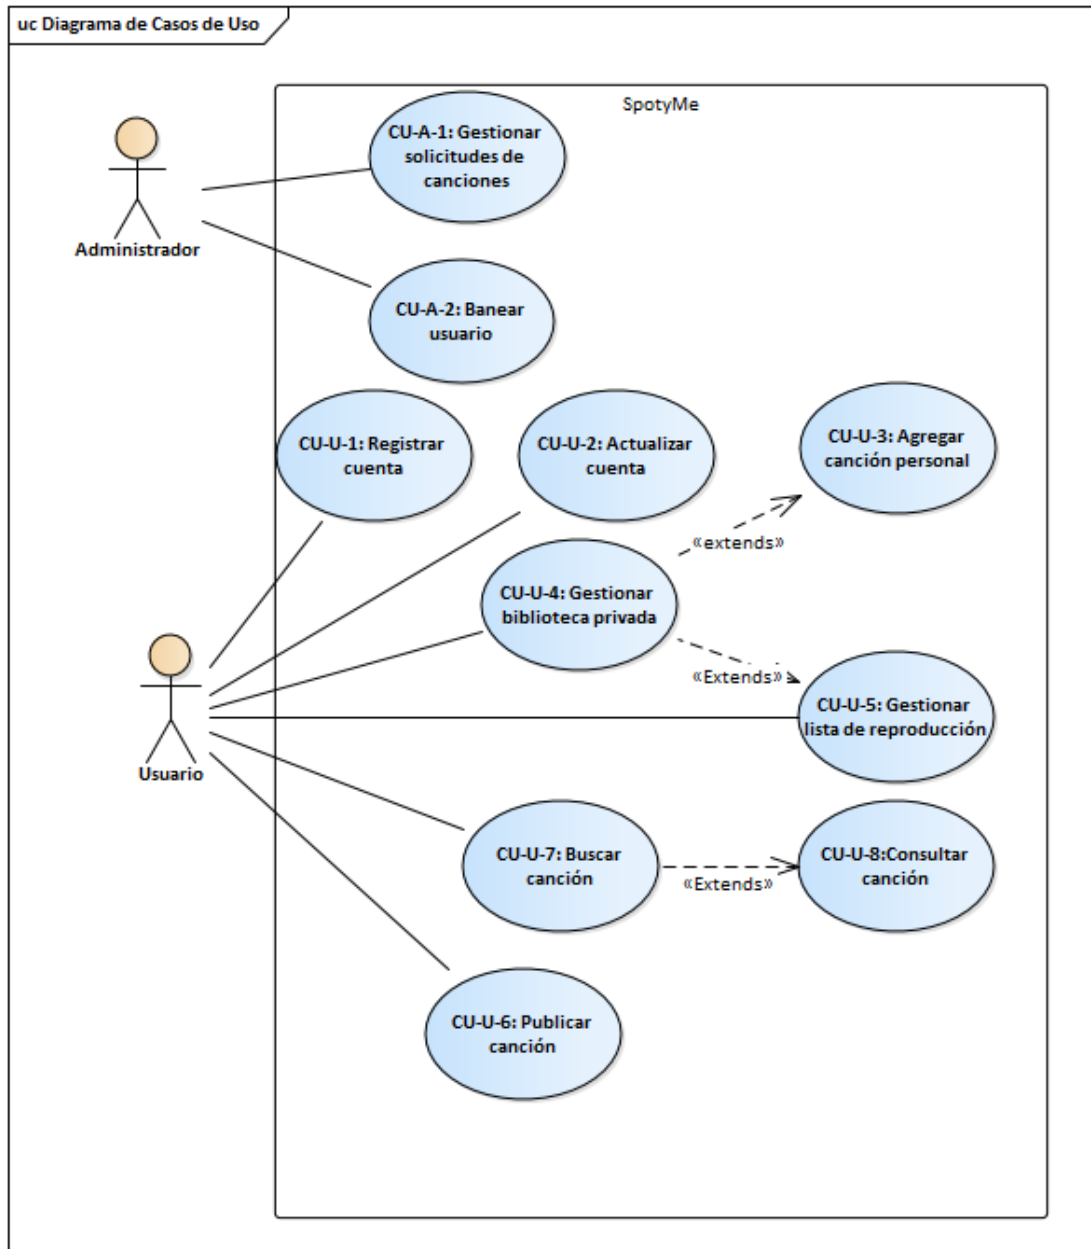 uc Diagrama de Casos de Uso
SpotyMe
CU-A-1: Gestionar
solicitudes de
canciones
Administrador
CU-A-2: Banear
usuario
CU-U-1: Registrar
cuenta
CU-U-2: Actualizar
cuenta
CU-U-3: Agregar
canción personal
«extends»
CU-U-4: Gestionar
biblioteca privada
«Extends»
CU-U-5: Gestionar
lista de reproducción
Usuario
CU-U-7: Buscar
canción
«Extends»
CU-U-8:Consultar
canción
CU-U-6: Publicar
canción